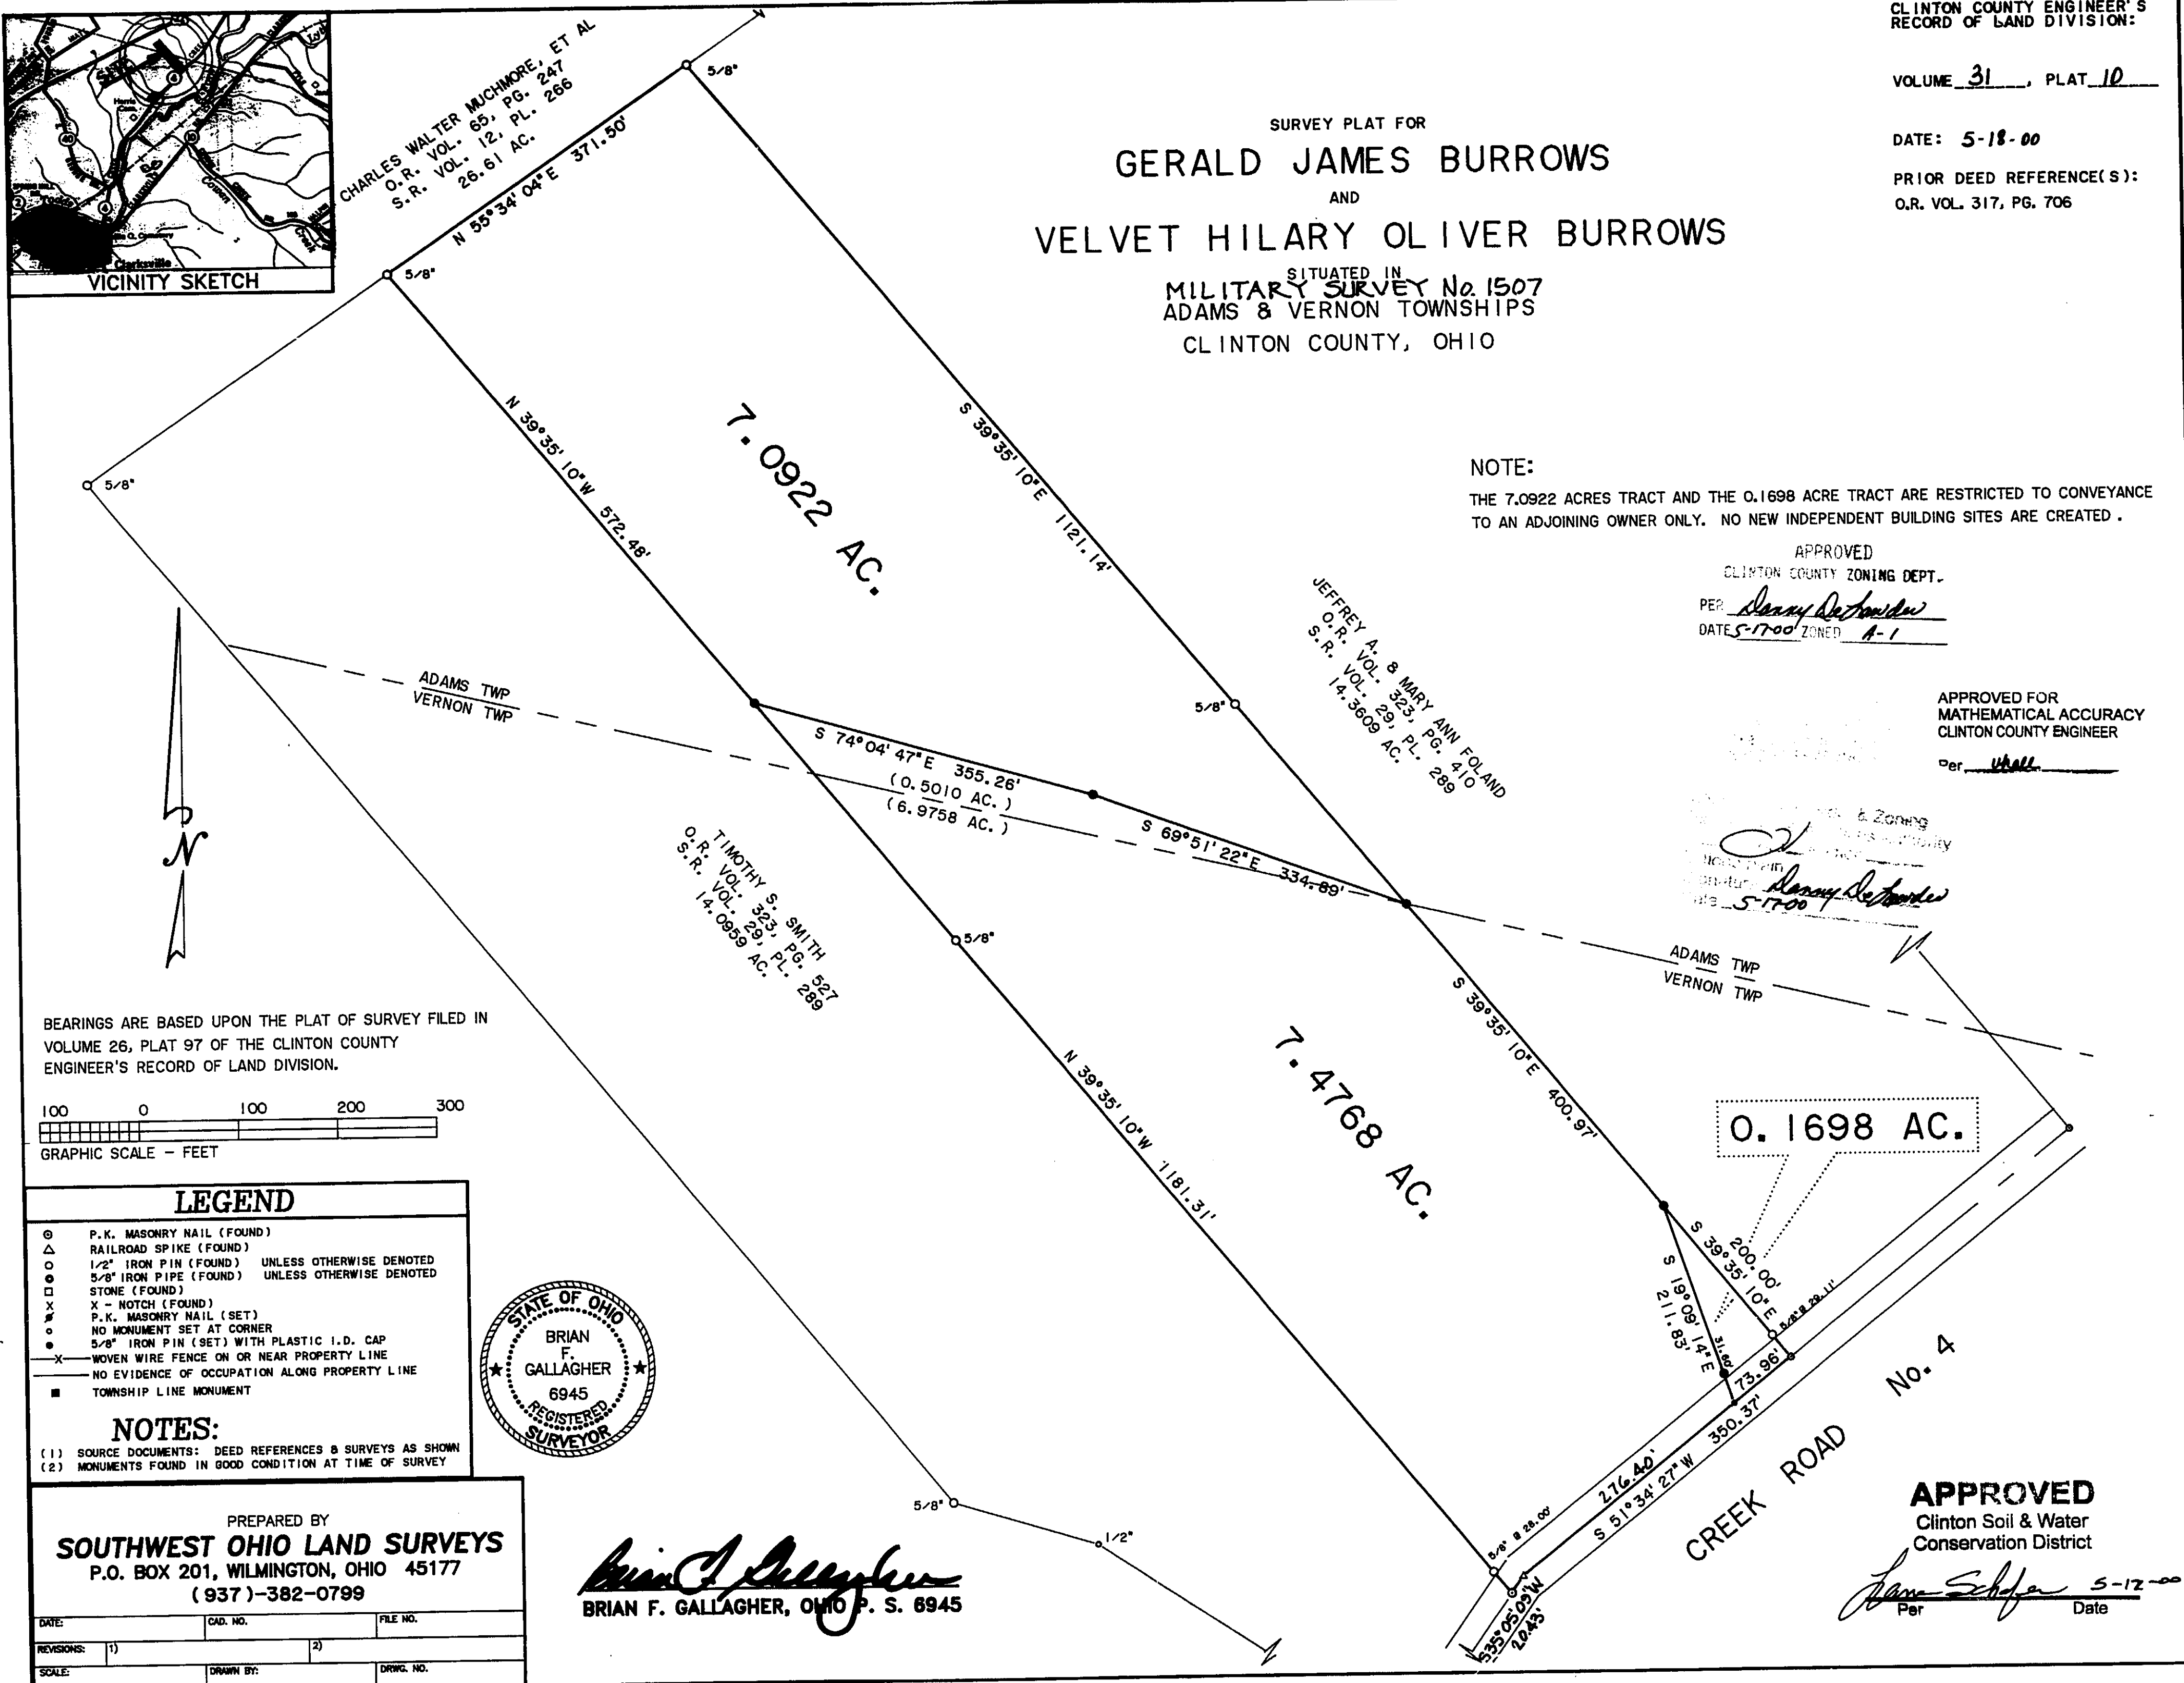 CLINTON COUNTY ENGINEER'S
RECORD OF LAND DIVISION:
VOLUME 31, PLAT 10
DATE: 5-18-00
PRIOR DEED REFERENCE(S):
O.R. VOL. 317, PG. 706
SURVEY PLAT FOR
GERALD JAMES BURROWS
AND
VELVET HILARY OLIVER BURROWS
SITUATED IN
MILITARY SURVEY No. 1507
ADAMS & VERNON TOWNSHIPS
CLINTON COUNTY, OHIO
Clarksville
VICINITY SKETCH
CHARLES WALTER MUCHMORE, ET AL
O.R. VOL. 65, PG. 247
S.R. VOL. 12, PL. 266
26.61 AC.
N 55°34'04"E 371.50'
5/8"
5/8"
5/8"
N 39°35'10"W 572.48'
7.0922 AC.
S 39°35'10"E 1121.14'
NOTE:
THE 7.0922 ACRES TRACT AND THE 0.1698 ACRE TRACT ARE RESTRICTED TO CONVEYANCE
TO AN ADJOINING OWNER ONLY. NO NEW INDEPENDENT BUILDING SITES ARE CREATED.
APPROVED
CLINTON COUNTY ZONING DEPT.
PER
DATE 5-17-00 ZONED A-1
JEFFREY A. & MARY ANN FOLAND
O.R. VOL. 323, PG. 410
S.R. VOL. 29, PL. 289
14.3609 AC.
APPROVED FOR
MATHEMATICAL ACCURACY
CLINTON COUNTY ENGINEER
Per
& Zoning
5-17-00
ADAMS TWP
VERNON TWP
5/8"
S 74°04'47"E 355.26'
(0.5010 AC.)
(6.9758 AC.)
S 69°51'22"E 334.89'
TIMOTHY S. SMITH
O.R. VOL. 323, PG. 527
S.R. VOL. 29, PL. 289
14.0959 AC.
5/8"
N
ADAMS TWP
VERNON TWP
S 39°35'10"E 400.97'
BEARINGS ARE BASED UPON THE PLAT OF SURVEY FILED IN
VOLUME 26, PLAT 97 OF THE CLINTON COUNTY
ENGINEER'S RECORD OF LAND DIVISION.
100 0 100 200 300
GRAPHIC SCALE - FEET
7.4768 AC.
N 39°35'10"W 1181.31'
0.1698 AC.
S 39°35'10"E
200.00'
S 19°09'14"E
211.83'
31.60'
5/8" @ 29.11'
73.96'
S 51°34'27"W 350.37'
276.40'
5/8" @ 26.00'
S35°05'09"W
20.43'
CREEK ROAD No. 4
LEGEND
P.K. MASONRY NAIL (FOUND)
RAILROAD SPIKE (FOUND)
1/2" IRON PIN (FOUND) UNLESS OTHERWISE DENOTED
5/8" IRON PIPE (FOUND) UNLESS OTHERWISE DENOTED
STONE (FOUND)
X X - NOTCH (FOUND)
P.K. MASONRY NAIL (SET)
NO MONUMENT SET AT CORNER
5/8" IRON PIN (SET) WITH PLASTIC I.D. CAP
X WOVEN WIRE FENCE ON OR NEAR PROPERTY LINE
NO EVIDENCE OF OCCUPATION ALONG PROPERTY LINE
TOWNSHIP LINE MONUMENT
NOTES:
(1) SOURCE DOCUMENTS: DEED REFERENCES & SURVEYS AS SHOWN
(2) MONUMENTS FOUND IN GOOD CONDITION AT TIME OF SURVEY
STATE OF OHIO
BRIAN
F.
GALLAGHER
6945
REGISTERED
SURVEYOR
5/8"
1/2"
PREPARED BY
SOUTHWEST OHIO LAND SURVEYS
P.O. BOX 201, WILMINGTON, OHIO 45177
(937)-382-0799
DATE: CAD. NO. FILE NO.
REVISIONS: 1) 2)
SCALE: DRAWN BY: DRWG. NO.
BRIAN F. GALLAGHER, OHIO P. S. 6945
APPROVED
Clinton Soil & Water
Conservation District
5-12-00
Per Date